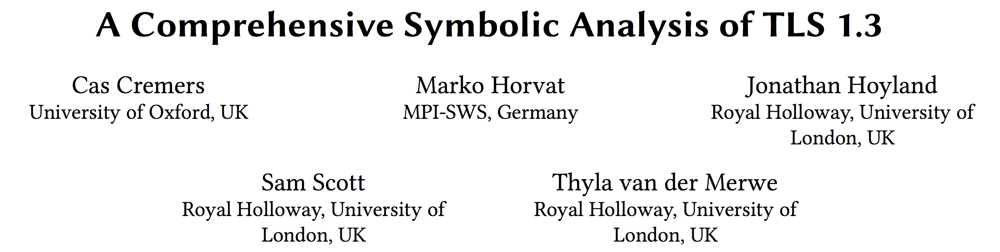 A Comprehensive Symbolic Analysis of TLS 1.3
Cas Cremers
University of Oxford, UK
Marko Horvat
MPI-SWS, Germany
Jonathan Hoyland
Royal Holloway, University of
London, UK
Sam Scott
Royal Holloway, University of
London, UK
Thyla van der Merwe
Royal Holloway, University of
London, UK